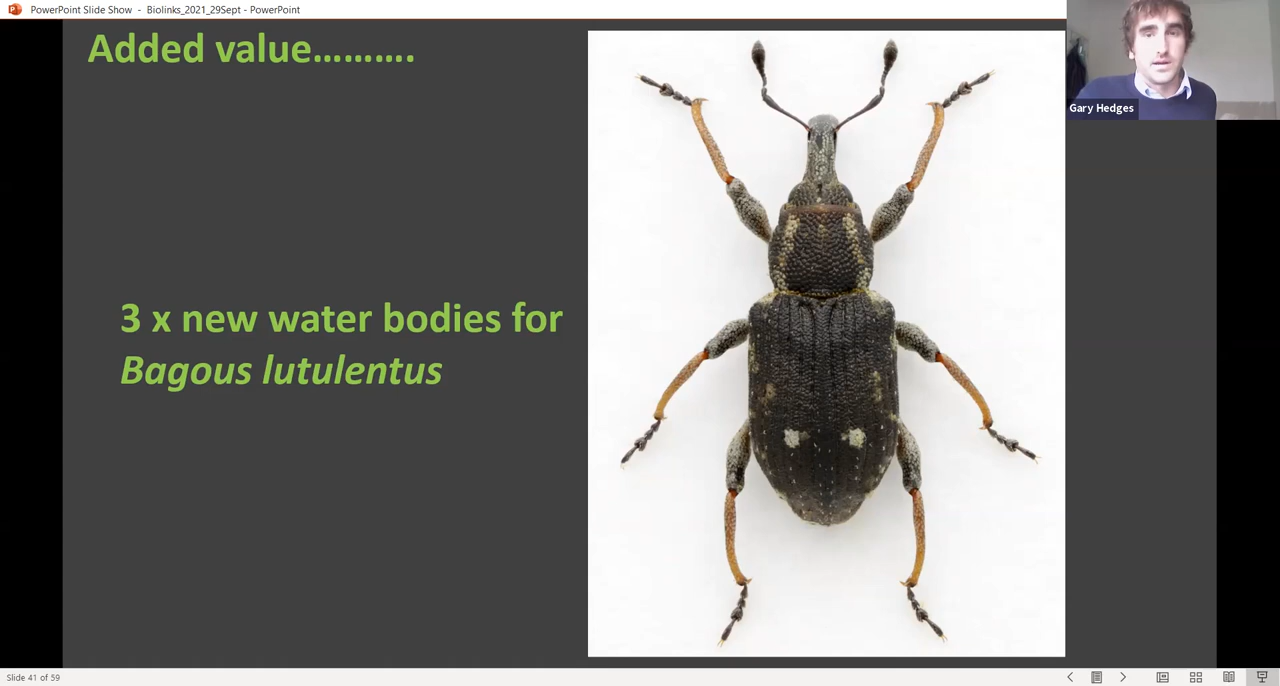 PowerPoint Slide Show - Biolinks_2021_29Sept - PowerPoint
Added value……….
Gary Hedges
3 x new water bodies for
Bagous lutulentus
Slide 41 of 59